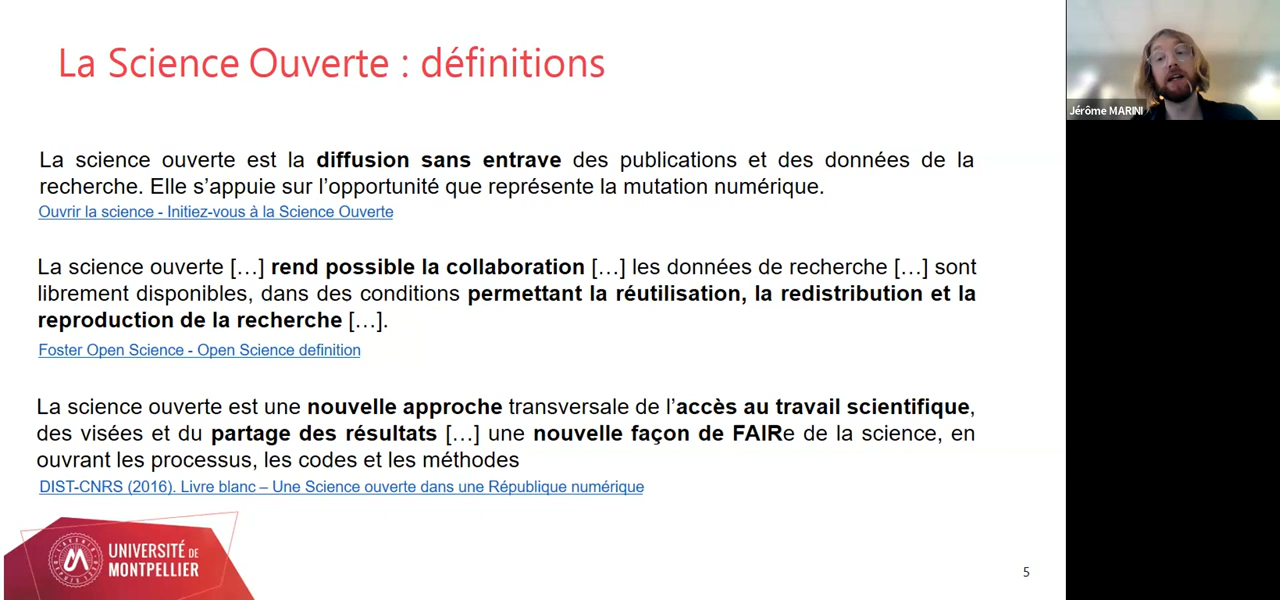 La Science Ouverte : définitions
Jérôme MARINI
La science ouverte est la diffusion sans entrave des publications et des données de la
recherche. Elle s’appuie sur l’opportunité que représente la mutation numérique.
Ouvrir la science - Initiez-vous à la Science Ouverte
La science ouverte […] rend possible la collaboration […] les données de recherche […] sont
librement disponibles, dans des conditions permettant la réutilisation, la redistribution et la
reproduction de la recherche […].
Foster Open Science - Open Science definition
La science ouverte est une nouvelle approche transversale de l’accès au travail scientifique,
des visées et du partage des résultats […] une nouvelle façon de FAIRe de la science, en
ouvrant les processus, les codes et les méthodes
DIST-CNRS (2016). Livre blanc – Une Science ouverte dans une République numérique
UNIVERSITÉ DE
MONTPELLIER
5